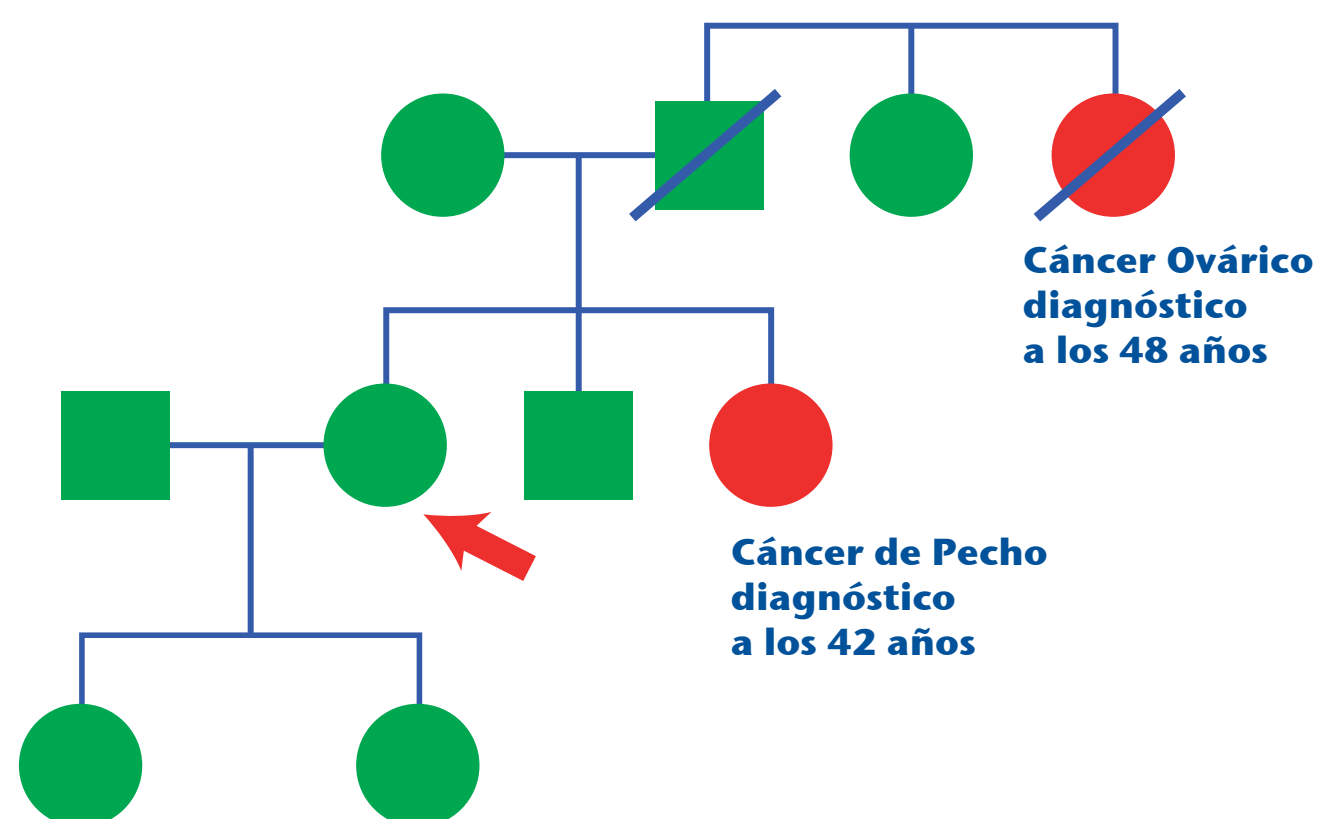 Cáncer Ovárico
diagnóstico
a los 48 años
Cáncer de Pecho
diagnóstico
a los 42 años